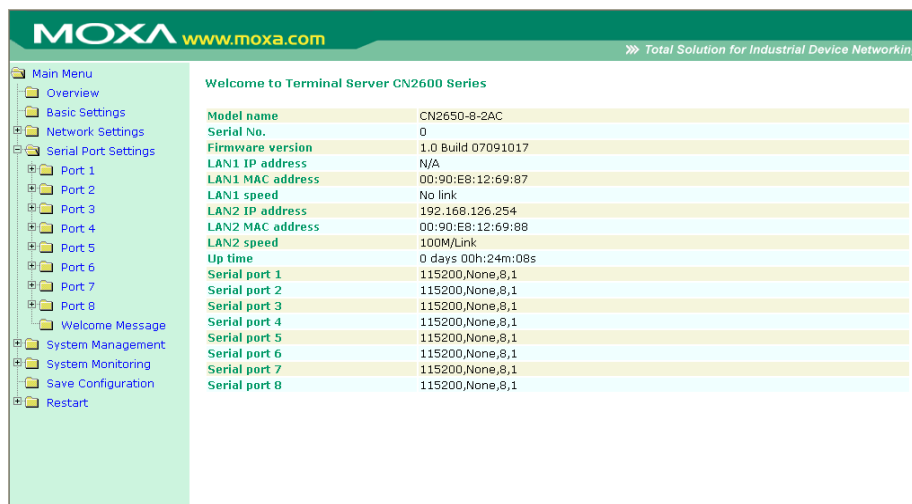 MOXA www.moxa.com
Total Solution for Industrial Device Networkin
Main Menu
Overview
Basic Settings
Network Settings
Serial Port Settings
Port 1
Port 2
Port 3
Port 4
Port 5
Port 6
Port 7
Port 8
Welcome Message
System Management
System Monitoring
Save Configuration
Restart
Welcome to Terminal Server CN2600 Series
Model name CN2650-8-2AC
Serial No. 0
Firmware version 1.0 Build 07091017
LAN1 IP address N/A
LAN1 MAC address 00:90:E8:12:69:87
LAN1 speed No link
LAN2 IP address 192.168.126.254
LAN2 MAC address 00:90:E8:12:69:88
LAN2 speed 100M/Link
Up time 0 days 00h:24m:08s
Serial port 1 115200,None,8,1
Serial port 2 115200,None,8,1
Serial port 3 115200,None,8,1
Serial port 4 115200,None,8,1
Serial port 5 115200,None,8,1
Serial port 6 115200,None,8,1
Serial port 7 115200,None,8,1
Serial port 8 115200,None,8,1